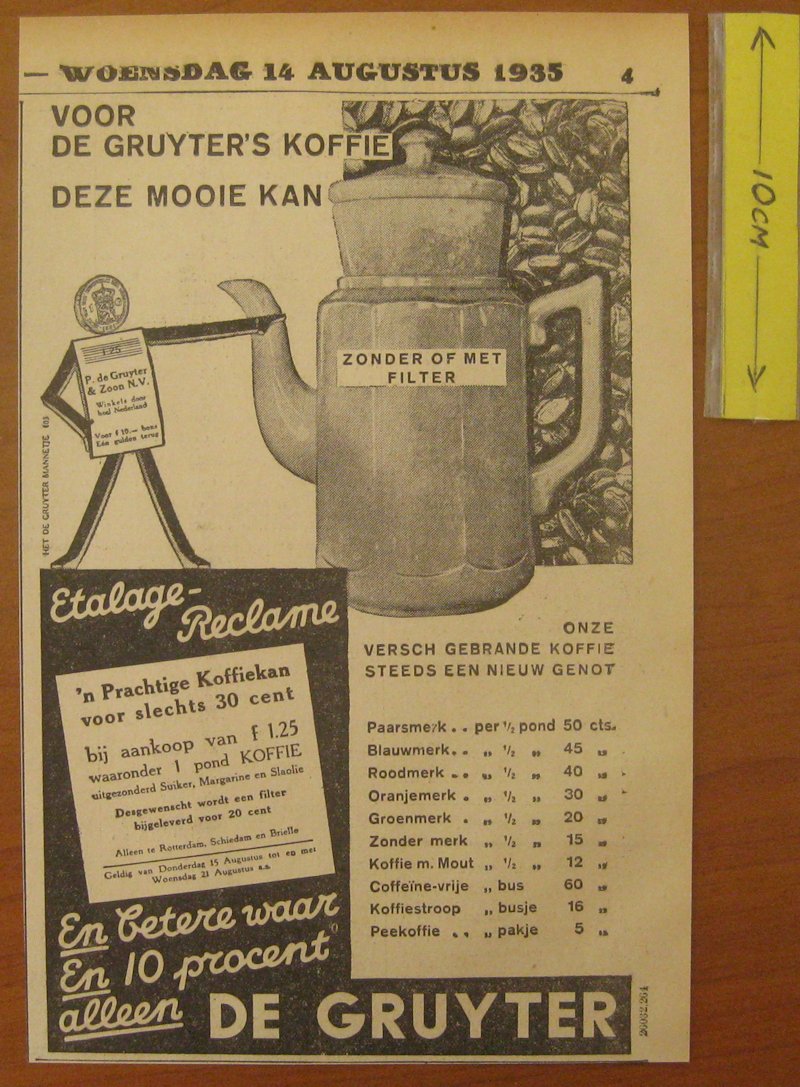 — WOENSDAG 14 AUGUSTUS 1935 4
VOOR
DE GRUYTER'S KOFFIE
DEZE MOOIE KAN
ZONDER OF MET
FILTER
1.25
P. de Gruyter
& Zoon N.V.
Winkels door
heel Nederland
Voor f 10.— bons
Eén gulden terug
HET DE GRUYTER MANNETJE
Etalage-
Reclame
'n Prachtige Koffiekan
voor slechts 30 cent
bij aankoop van f 1.25
waaronder 1 pond KOFFIE
uitgezonderd Suiker, Margarine en Slaolie
Desgewenscht wordt een filter
bijgeleverd voor 20 cent
Alleen te Rotterdam, Schiedam en Brielle
Geldig van Donderdag 15 Augustus tot en met
Woensdag 21 Augustus a.s.
ONZE
VERSCH GEBRANDE KOFFIE
STEEDS EEN NIEUW GENOT
Paarsmerk . . per ½ pond 50 cts.
Blauwmerk . . „ ½ „ 45 „
Roodmerk . . „ ½ „ 40 „
Oranjemerk . „ ½ „ 30 „
Groenmerk . „ ½ „ 20 „
Zonder merk „ ½ „ 15 „
Koffie m. Mout „ ½ „ 12 „
Coffeïne-vrije „ bus 60 „
Koffiestroop „ busje 16 „
Peekoffie . . „ pakje 5 „
En betere waar
En 10 procent
alleen DE GRUYTER
26032.264
10CM